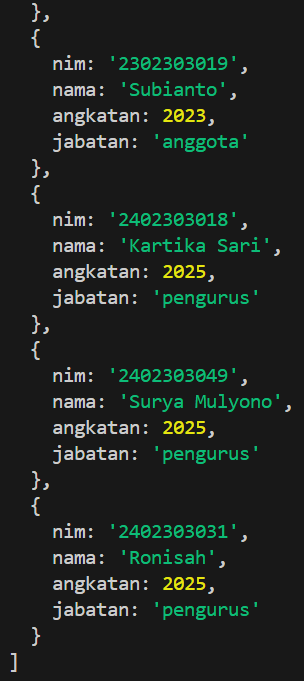 },
{
nim: '2302303019',
nama: 'Subianto',
angkatan: 2023,
jabatan: 'anggota'
},
{
nim: '2402303018',
nama: 'Kartika Sari',
angkatan: 2025,
jabatan: 'pengurus'
},
{
nim: '2402303049',
nama: 'Surya Mulyono',
angkatan: 2025,
jabatan: 'pengurus'
},
{
nim: '2402303031',
nama: 'Ronisah',
angkatan: 2025,
jabatan: 'pengurus'
}
]